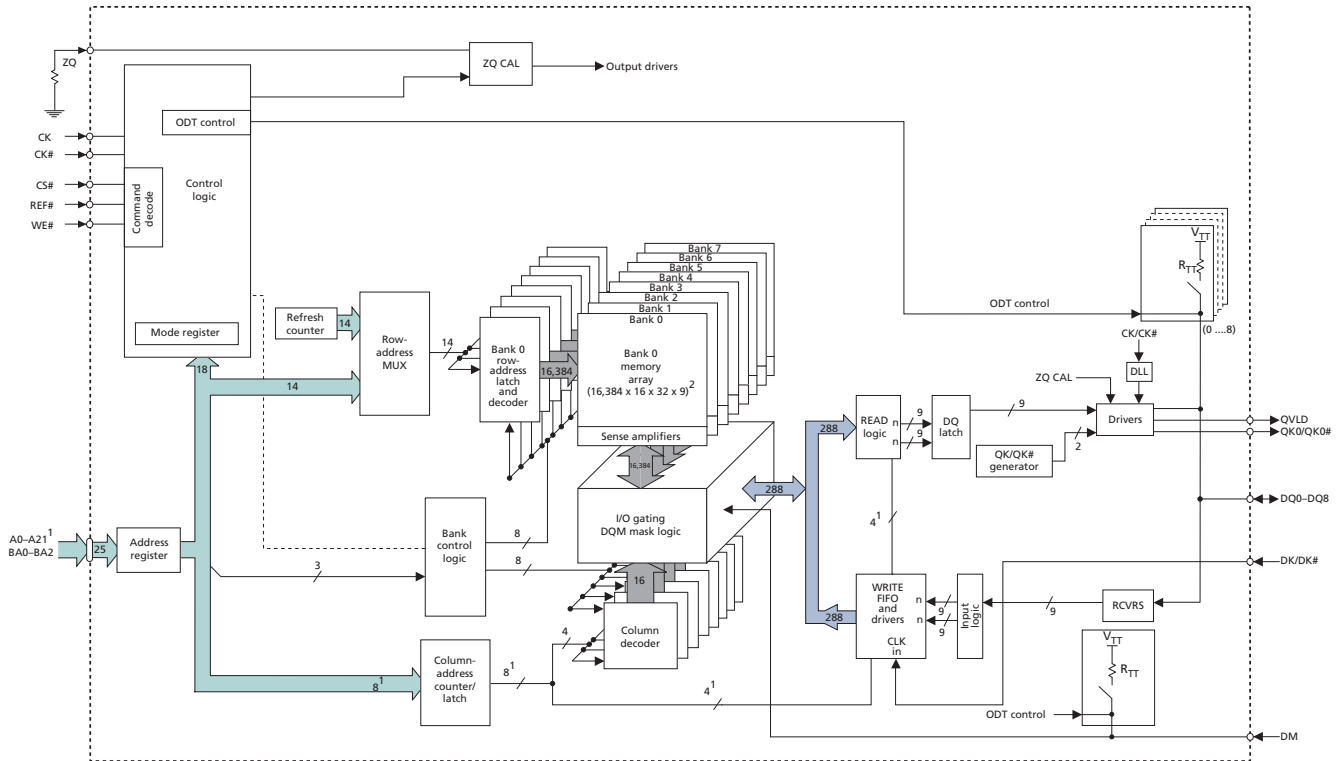 ZQ
ZQ CAL
Output drivers
ODT control
CK
CK#
CS#
REF#
WE#
Command
decode
Control
logic
Mode register
Refresh
counter
14
Row-
address
MUX
14
14
18
Bank 0
row-
address
latch
and
decoder
16,384
Bank 7
Bank 6
Bank 5
Bank 4
Bank 3
Bank 2
Bank 1
Bank 0
Bank 0
memory
array
(16,384 x 16 x 32 x 9)2
Sense amplifiers
16,384
I/O gating
DQM mask logic
16
Column
decoder
A0–A211
BA0–BA2
25
Address
register
3
Bank
control
logic
8
8
Column-
address
counter/
latch
81
81
4
41
288
288
288
READ
logic
n
n
9
9
DQ
latch
9
41
QK/QK#
generator
2
ZQ CAL
CK/CK#
DLL
Drivers
ODT control
VTT
RTT
(0 ....8)
QVLD
QK0/QK0#
DQ0–DQ8
DK/DK#
WRITE
FIFO
and
drivers
n
n
CLK
in
9
9
Input
logic
9
RCVRS
VTT
RTT
ODT control
DM